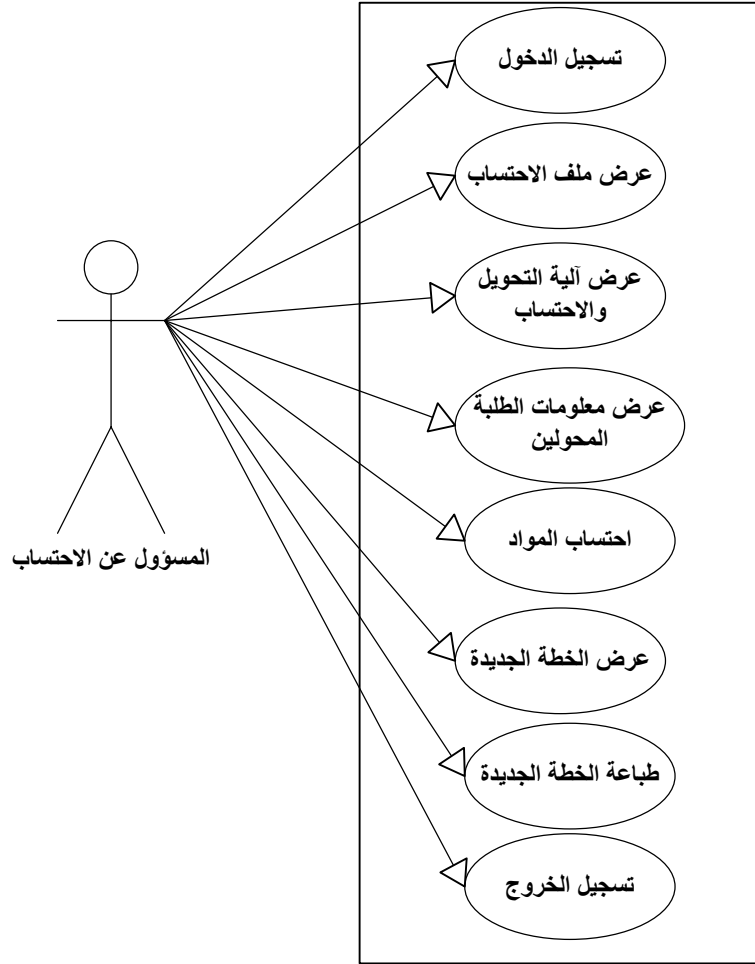 تسجيل الدخول
عرض ملف الاحتساب
عرض آلية التحويل
والاحتساب
عرض معلومات الطلبة
المحولين
احتساب المواد
المسؤول عن الاحتساب
عرض الخطة الجديدة
طباعة الخطة الجديدة
تسجيل الخروج